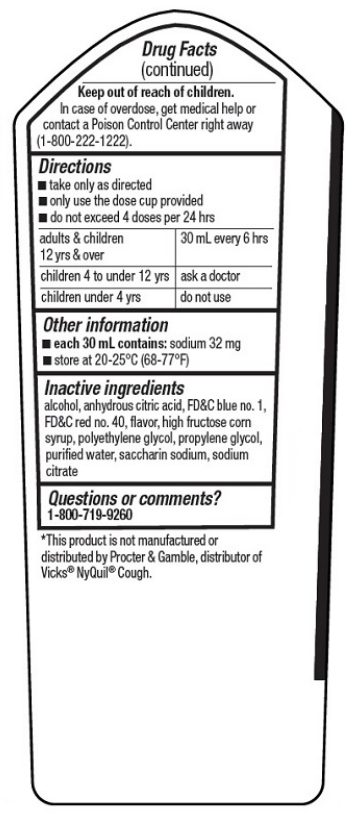 Drug Facts
(continued)
Keep out of reach of children.
In case of overdose, get medical help or
contact a Poison Control Center right away
(1-800-222-1222).
Directions
■ take only as directed
■ only use the dose cup provided
■ do not exceed 4 doses per 24 hrs
adults & children 30 mL every 6 hrs
12 yrs & over
children 4 to under 12 yrs ask a doctor
children under 4 yrs do not use
Other information
■ each 30 mL contains: sodium 32 mg
■ store at 20-25°C (68-77°F)
Inactive ingredients
alcohol, anhydrous citric acid, FD&C blue no. 1,
FD&C red no. 40, flavor, high fructose corn
syrup, polyethylene glycol, propylene glycol,
purified water, saccharin sodium, sodium
citrate
Questions or comments?
1-800-719-9260
*This product is not manufactured or
distributed by Procter & Gamble, distributor of
Vicks® NyQuil® Cough.